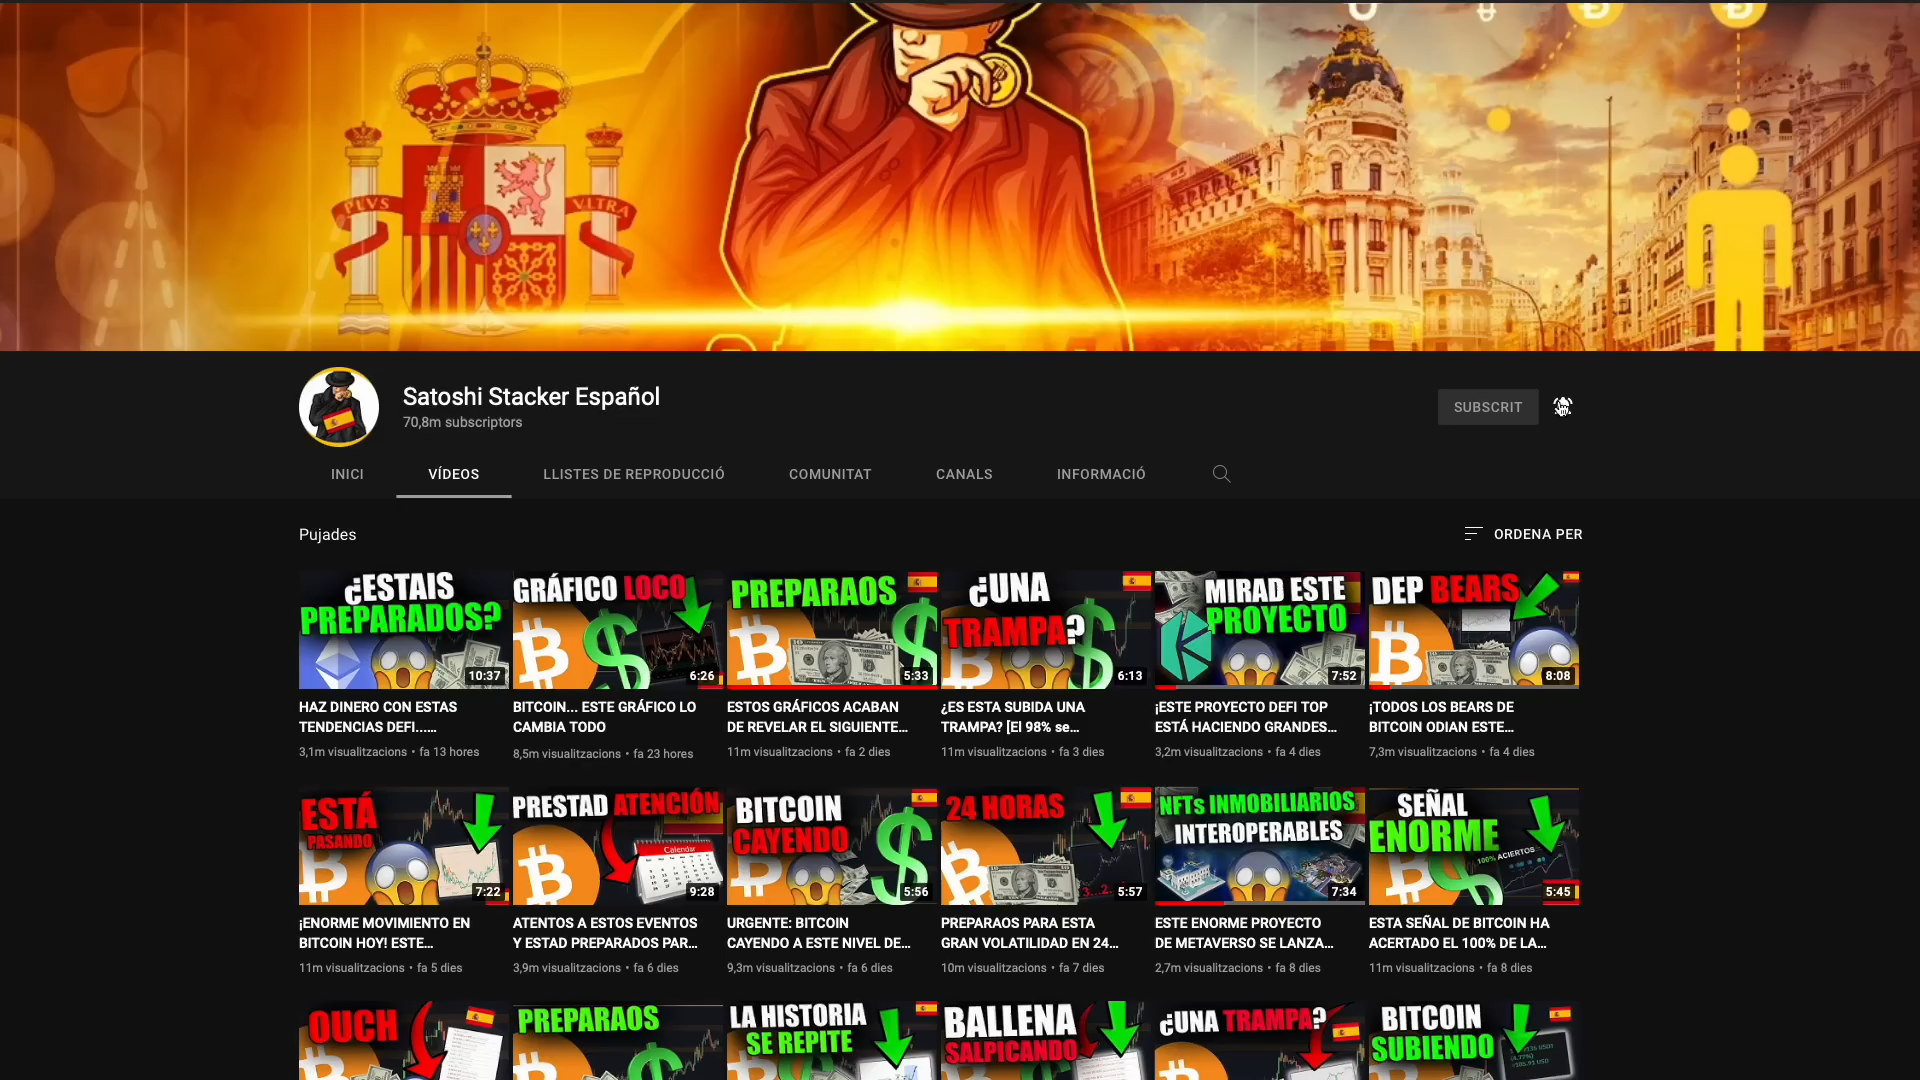 PLVS VLTRA
Satoshi Stacker Español
70,8m subscriptors
SUBSCRIT
INICI
VÍDEOS
LLISTES DE REPRODUCCIÓ
COMUNITAT
CANALS
INFORMACIÓ
Pujades
ORDENA PER
¿ESTAIS
PREPARADOS?
10:37
HAZ DINERO CON ESTAS
TENDENCIAS DEFI...…
3,1m visualitzacions • fa 13 hores
GRÁFICO LOCO
6:26
BITCOIN... ESTE GRÁFICO LO
CAMBIA TODO
8,5m visualitzacions • fa 23 hores
PREPARAOS
5:33
ESTOS GRÁFICOS ACABAN
DE REVELAR EL SIGUIENTE…
11m visualitzacions • fa 2 dies
¿UNA
TRAMPA?
6:13
¿ES ESTA SUBIDA UNA
TRAMPA? [El 98% se…
11m visualitzacions • fa 3 dies
MIRAD ESTE
PROYECTO
7:52
¡ESTE PROYECTO DEFI TOP
ESTÁ HACIENDO GRANDES…
3,2m visualitzacions • fa 4 dies
DEP BEARS
8:08
¡TODOS LOS BEARS DE
BITCOIN ODIAN ESTE…
7,3m visualitzacions • fa 4 dies
ESTÁ
PASANDO
7:22
¡ENORME MOVIMIENTO EN
BITCOIN HOY! ESTE…
11m visualitzacions • fa 5 dies
PRESTAD ATENCIÓN
Calendar
9:28
ATENTOS A ESTOS EVENTOS
Y ESTAD PREPARADOS PAR…
3,9m visualitzacions • fa 6 dies
BITCOIN
CAYENDO
5:56
URGENTE: BITCOIN
CAYENDO A ESTE NIVEL DE…
9,3m visualitzacions • fa 6 dies
24 HORAS
3...2...
5:57
PREPARAOS PARA ESTA
GRAN VOLATILIDAD EN 24…
10m visualitzacions • fa 7 dies
NFTs INMOBILIARIOS
INTEROPERABLES
7:34
ESTE ENORME PROYECTO
DE METAVERSO SE LANZA…
2,7m visualitzacions • fa 8 dies
SEÑAL
ENORME
100% ACIERTOS
5:45
ESTA SEÑAL DE BITCOIN HA
ACERTADO EL 100% DE LA…
11m visualitzacions • fa 8 dies
OUCH
PREPARAOS
LA HISTORIA
SE REPITE
BALLENA
SALPICANDO
¿UNA TRAMPA?
BITCOIN
SUBIENDO